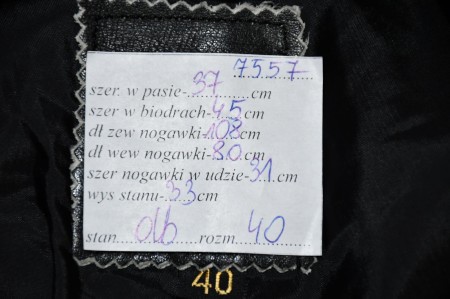 7557
szer. w pasie-37cm
szer w biodrach-45cm
dł zew nogawki-108cm
dł wew nogawki-80cm
szer nogawki w udzie-31cm
wys stanu-33cm
stan db rozm. 40
40